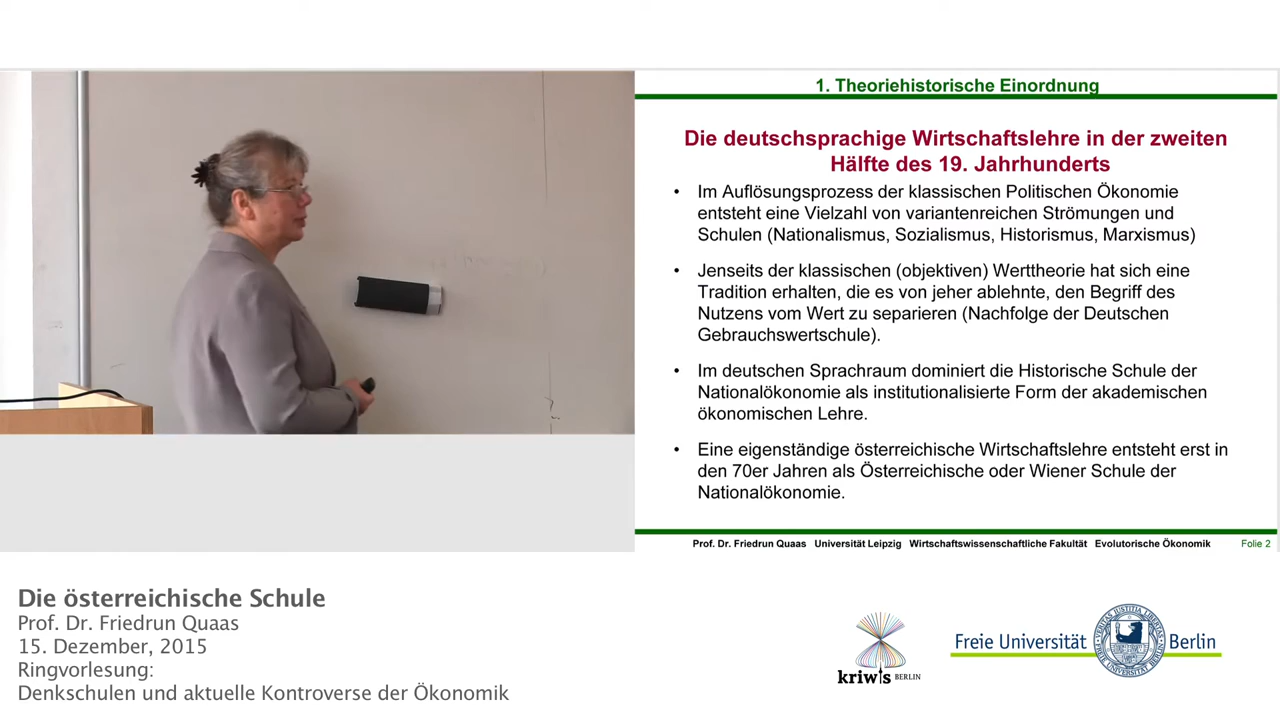 1. Theoriehistorische Einordnung
Die deutschsprachige Wirtschaftslehre in der zweiten
Hälfte des 19. Jahrhunderts
• Im Auflösungsprozess der klassischen Politischen Ökonomie
entsteht eine Vielzahl von variantenreichen Strömungen und
Schulen (Nationalismus, Sozialismus, Historismus, Marxismus)
• Jenseits der klassischen (objektiven) Werttheorie hat sich eine
Tradition erhalten, die es von jeher ablehnte, den Begriff des
Nutzens vom Wert zu separieren (Nachfolge der Deutschen
Gebrauchswertschule).
• Im deutschen Sprachraum dominiert die Historische Schule der
Nationalökonomie als institutionalisierte Form der akademischen
ökonomischen Lehre.
• Eine eigenständige österreichische Wirtschaftslehre entsteht erst in
den 70er Jahren als Österreichische oder Wiener Schule der
Nationalökonomie.
Prof. Dr. Friedrun Quaas Universität Leipzig Wirtschaftswissenschaftliche Fakultät Evolutorische Ökonomik Folie 2
Die österreichische Schule
Prof. Dr. Friedrun Quaas
15. Dezember, 2015
Ringvorlesung:
Denkschulen und aktuelle Kontroverse der Ökonomik
kriwis BERLIN
Freie Universität Berlin